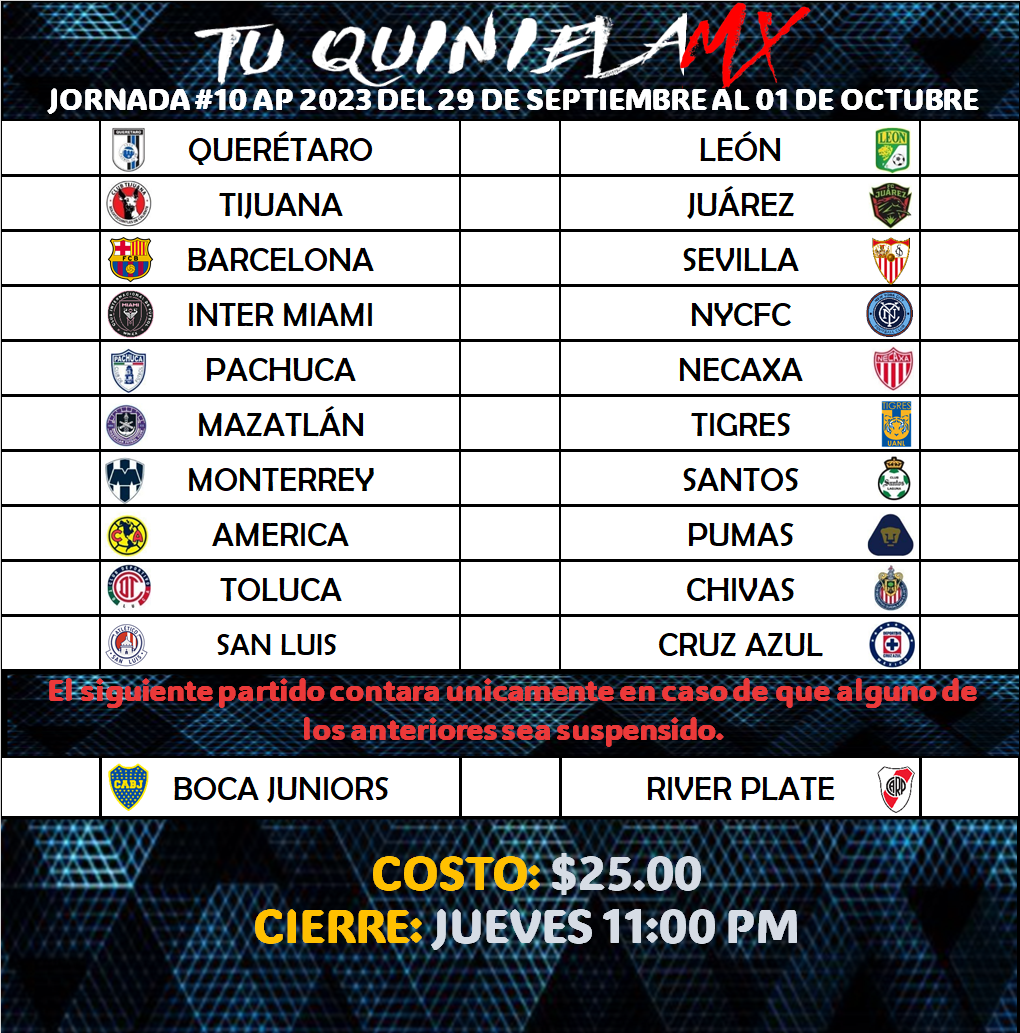 TU QUINIELA MX
JORNADA #10 AP 2023 DEL 29 DE SEPTIEMBRE AL 01 DE OCTUBRE
QUERÉTARO LEÓN
TIJUANA JUÁREZ
BARCELONA SEVILLA
INTER MIAMI NYCFC
PACHUCA NECAXA
MAZATLÁN TIGRES
MONTERREY SANTOS
AMERICA PUMAS
TOLUCA CHIVAS
SAN LUIS CRUZ AZUL
El siguiente partido contara unicamente en caso de que alguno de
los anteriores sea suspendido.
BOCA JUNIORS RIVER PLATE
COSTO: $25.00
CIERRE: JUEVES 11:00 PM